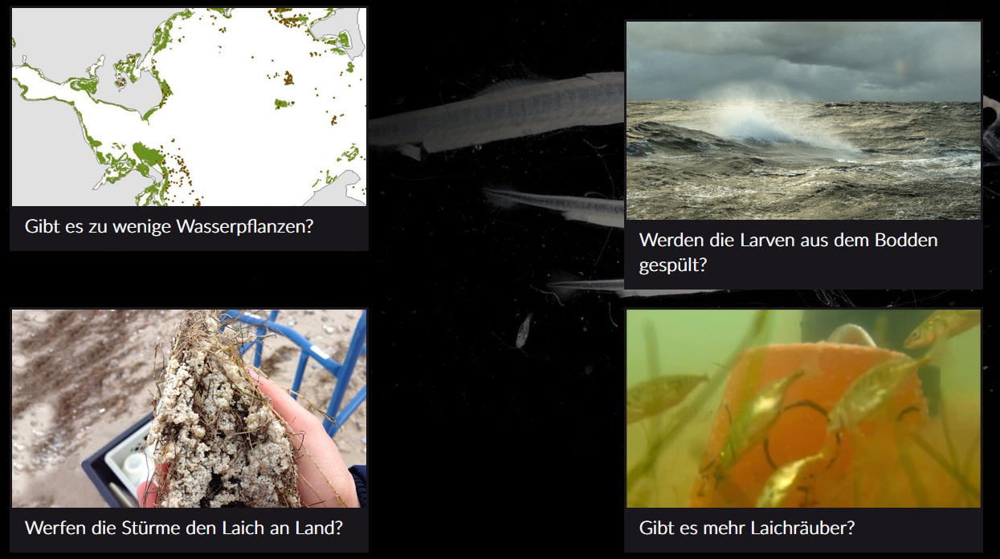 Gibt es zu wenige Wasserpflanzen?
Werden die Larven aus dem Bodden
gespült?
Werfen die Stürme den Laich an Land?
Gibt es mehr Laichräuber?